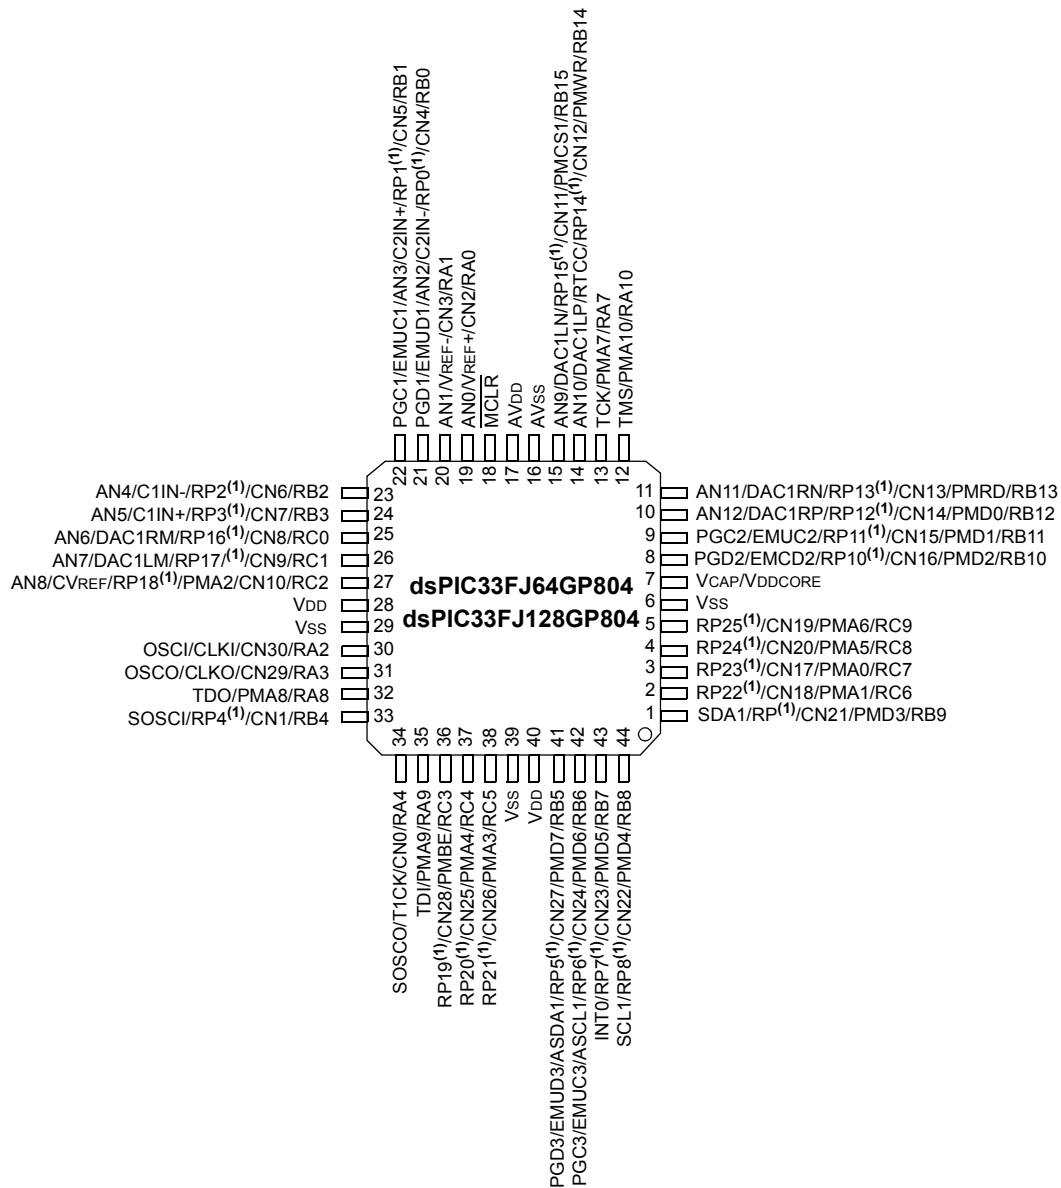 PGC1/EMUC1/AN3/C2IN+/RP1(1)/CN5/RB1
PGD1/EMUD1/AN2/C2IN-/RP0(1)/CN4/RB0
AN1/VREF-/CN3/RA1
AN0/VREF+/CN2/RA0
MCLR
AVDD
AVSS
AN9/DAC1LN/RP15(1)/CN11/PMCS1/RB15
AN10/DAC1LP/RTCC/RP14(1)/CN12/PMWR/RB14
TCK/PMA7/RA7
TMS/PMA10/RA10
22 21 20 19 18 17 16 15 14 13 12
AN4/C1IN-/RP2(1)/CN6/RB2 23
AN5/C1IN+/RP3(1)/CN7/RB3 24
AN6/DAC1RM/RP16(1)/CN8/RC0 25
AN7/DAC1LM/RP17(1)/CN9/RC1 26
AN8/CVREF/RP18(1)/PMA2/CN10/RC2 27
VDD 28
VSS 29
OSCI/CLKI/CN30/RA2 30
OSCO/CLKO/CN29/RA3 31
TDO/PMA8/RA8 32
SOSCI/RP4(1)/CN1/RB4 33
dsPIC33FJ64GP804
dsPIC33FJ128GP804
11 AN11/DAC1RN/RP13(1)/CN13/PMRD/RB13
10 AN12/DAC1RP/RP12(1)/CN14/PMD0/RB12
9 PGC2/EMUC2/RP11(1)/CN15/PMD1/RB11
8 PGD2/EMCD2/RP10(1)/CN16/PMD2/RB10
7 VCAP/VDDCORE
6 VSS
5 RP25(1)/CN19/PMA6/RC9
4 RP24(1)/CN20/PMA5/RC8
3 RP23(1)/CN17/PMA0/RC7
2 RP22(1)/CN18/PMA1/RC6
1 SDA1/RP(1)/CN21/PMD3/RB9
34 35 36 37 38 39 40 41 42 43 44
SOSCO/T1CK/CN0/RA4
TDI/PMA9/RA9
RP19(1)/CN28/PMBE/RC3
RP20(1)/CN25/PMA4/RC4
RP21(1)/CN26/PMA3/RC5
VSS
VDD
PGD3/EMUD3/ASDA1/RP5(1)/CN27/PMD7/RB5
PGC3/EMUC3/ASCL1/RP6(1)/CN24/PMD6/RB6
INT0/RP7(1)/CN23/PMD5/RB7
SCL1/RP8(1)/CN22/PMD4/RB8